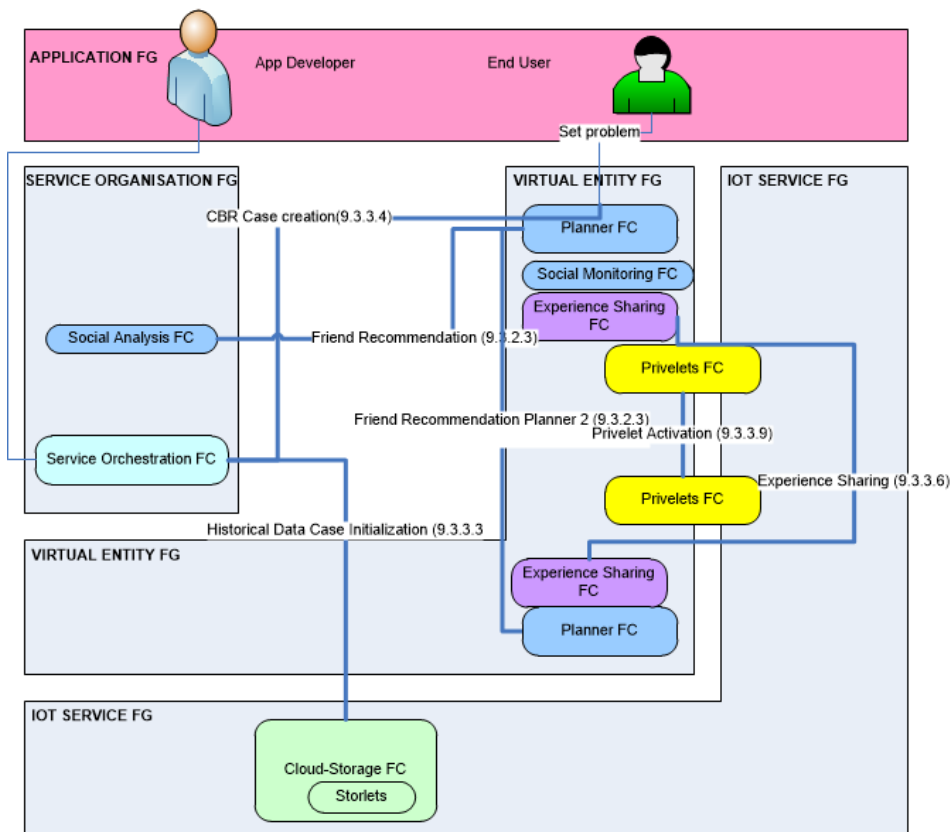 APPLICATION FG
App Developer
End User
Set problem
SERVICE ORGANISATION FG
VIRTUAL ENTITY FG
IOT SERVICE FG
CBR Case creation(9.3.3.4)
Planner FC
Social Monitoring FC
Experience Sharing
FC
Social Analysis FC
Friend Recommendation (9.3.2.3)
Privelets FC
Friend Recommendation Planner 2 (9.3.2.3)
Privelet Activation (9.3.3.9)
Service Orchestration FC
Experience Sharing (9.3.3.6)
Privelets FC
Historical Data Case Initialization (9.3.3.3
VIRTUAL ENTITY FG
Experience Sharing
FC
Planner FC
IOT SERVICE FG
Cloud-Storage FC
Storlets